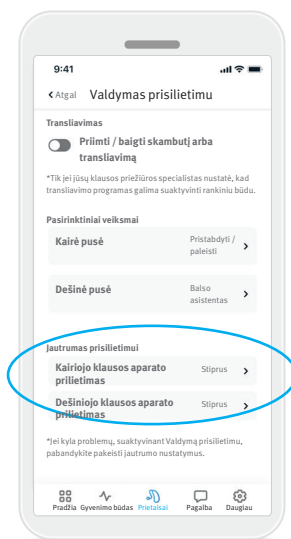 9:41
Atgal Valdymas prisilietimu
Transliavimas
Priimti / baigti skambutį arba
transliavimą
*Tik jei jūsų klausos priežiūros specialistas nustatė, kad
transliavimo programas galima suaktyvinti rankiniu būdu.
Pasirinktiniai veiksmai
Kairė pusė
Pristabdyti /
paleisti
Dešinė pusė
Balso
asistentas
Jautrumas prisilietimui
Kairiojo klausos aparato
prilietimas
Stiprus
Dešiniojo klausos aparato
prilietimas
Stiprus
*Jei kyla problemų, suaktyvinant Valdymą prisilietimu,
pabandykite pakeisti jautrumo nustatymus.
Pradžia Gyvenimo būdas Prietaisai Pagalba Daugiau